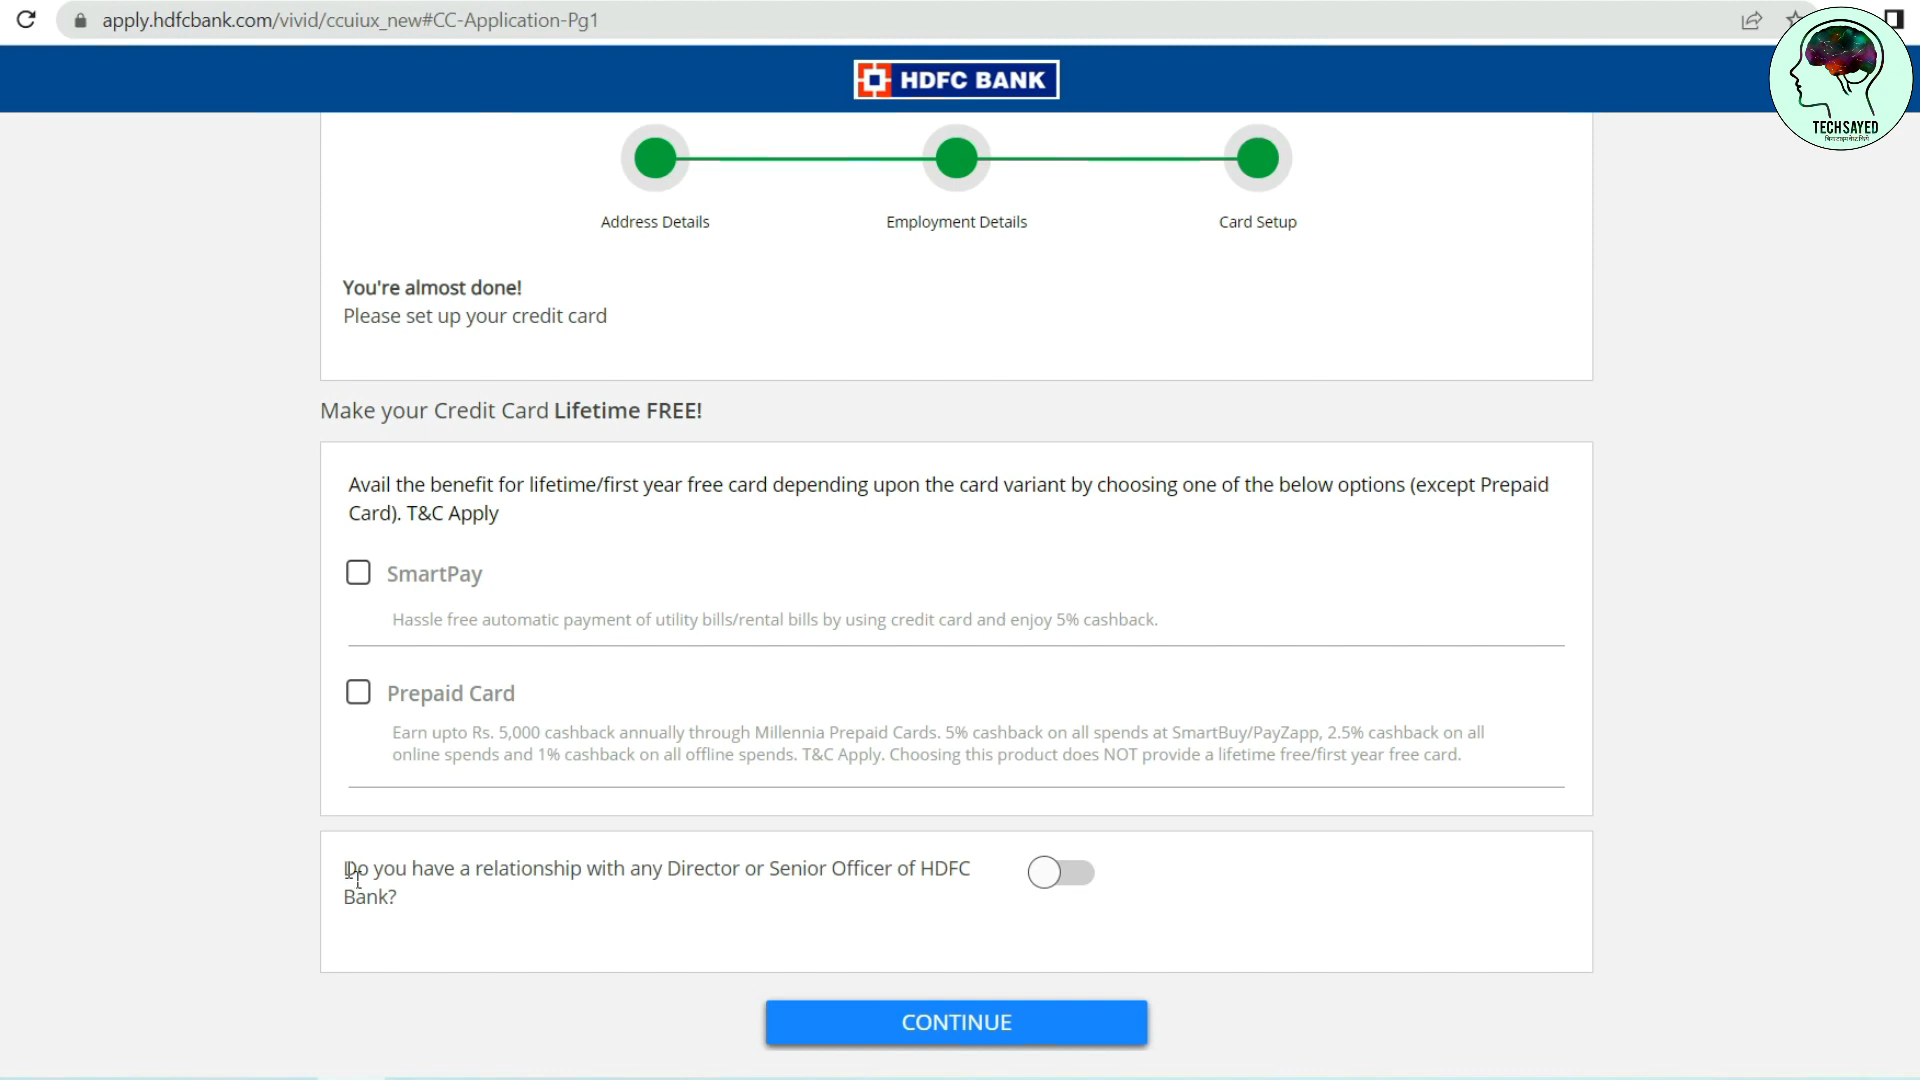 apply.hdfcbank.com/vivid/ccuiux_new#CC-Application-Pg1
HDFC BANK
TECHSAYED
Address Details
Employment Details
Card Setup
You're almost done!
Please set up your credit card
Make your Credit Card Lifetime FREE!
Avail the benefit for lifetime/first year free card depending upon the card variant by choosing one of the below options (except Prepaid
Card). T&C Apply
SmartPay
Hassle free automatic payment of utility bills/rental bills by using credit card and enjoy 5% cashback.
Prepaid Card
Earn upto Rs. 5,000 cashback annually through Millennia Prepaid Cards. 5% cashback on all spends at SmartBuy/PayZapp, 2.5% cashback on all
online spends and 1% cashback on all offline spends. T&C Apply. Choosing this product does NOT provide a lifetime free/first year free card.
Do you have a relationship with any Director or Senior Officer of HDFC
Bank?
CONTINUE